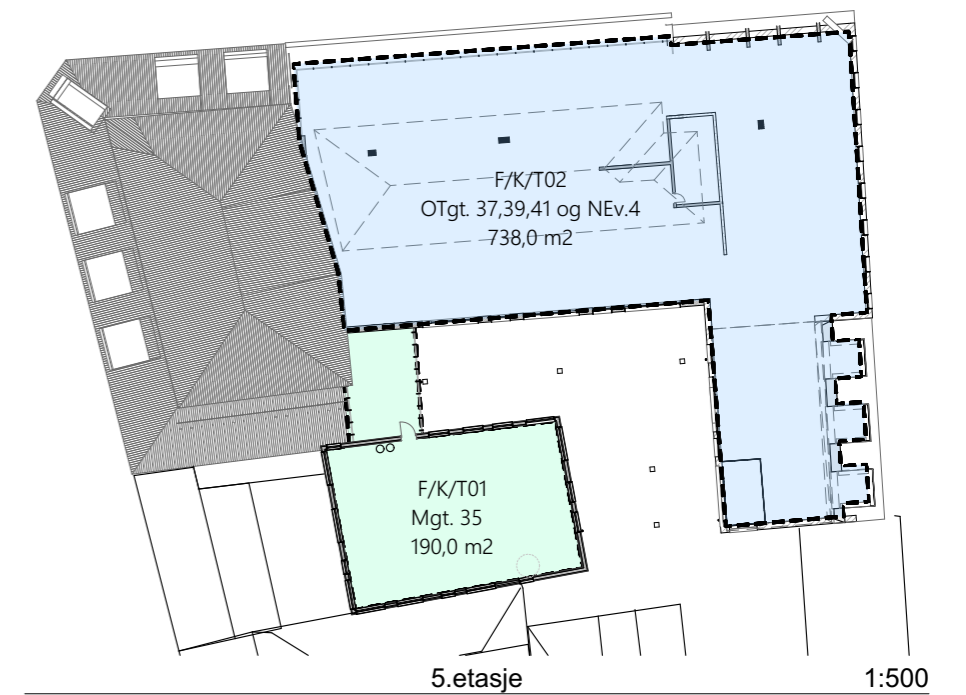 F/K/T02
OTgt. 37,39,41 og NEv.4
738,0 m2
F/K/T01
Mgt. 35
190,0 m2
5.etasje
1:500